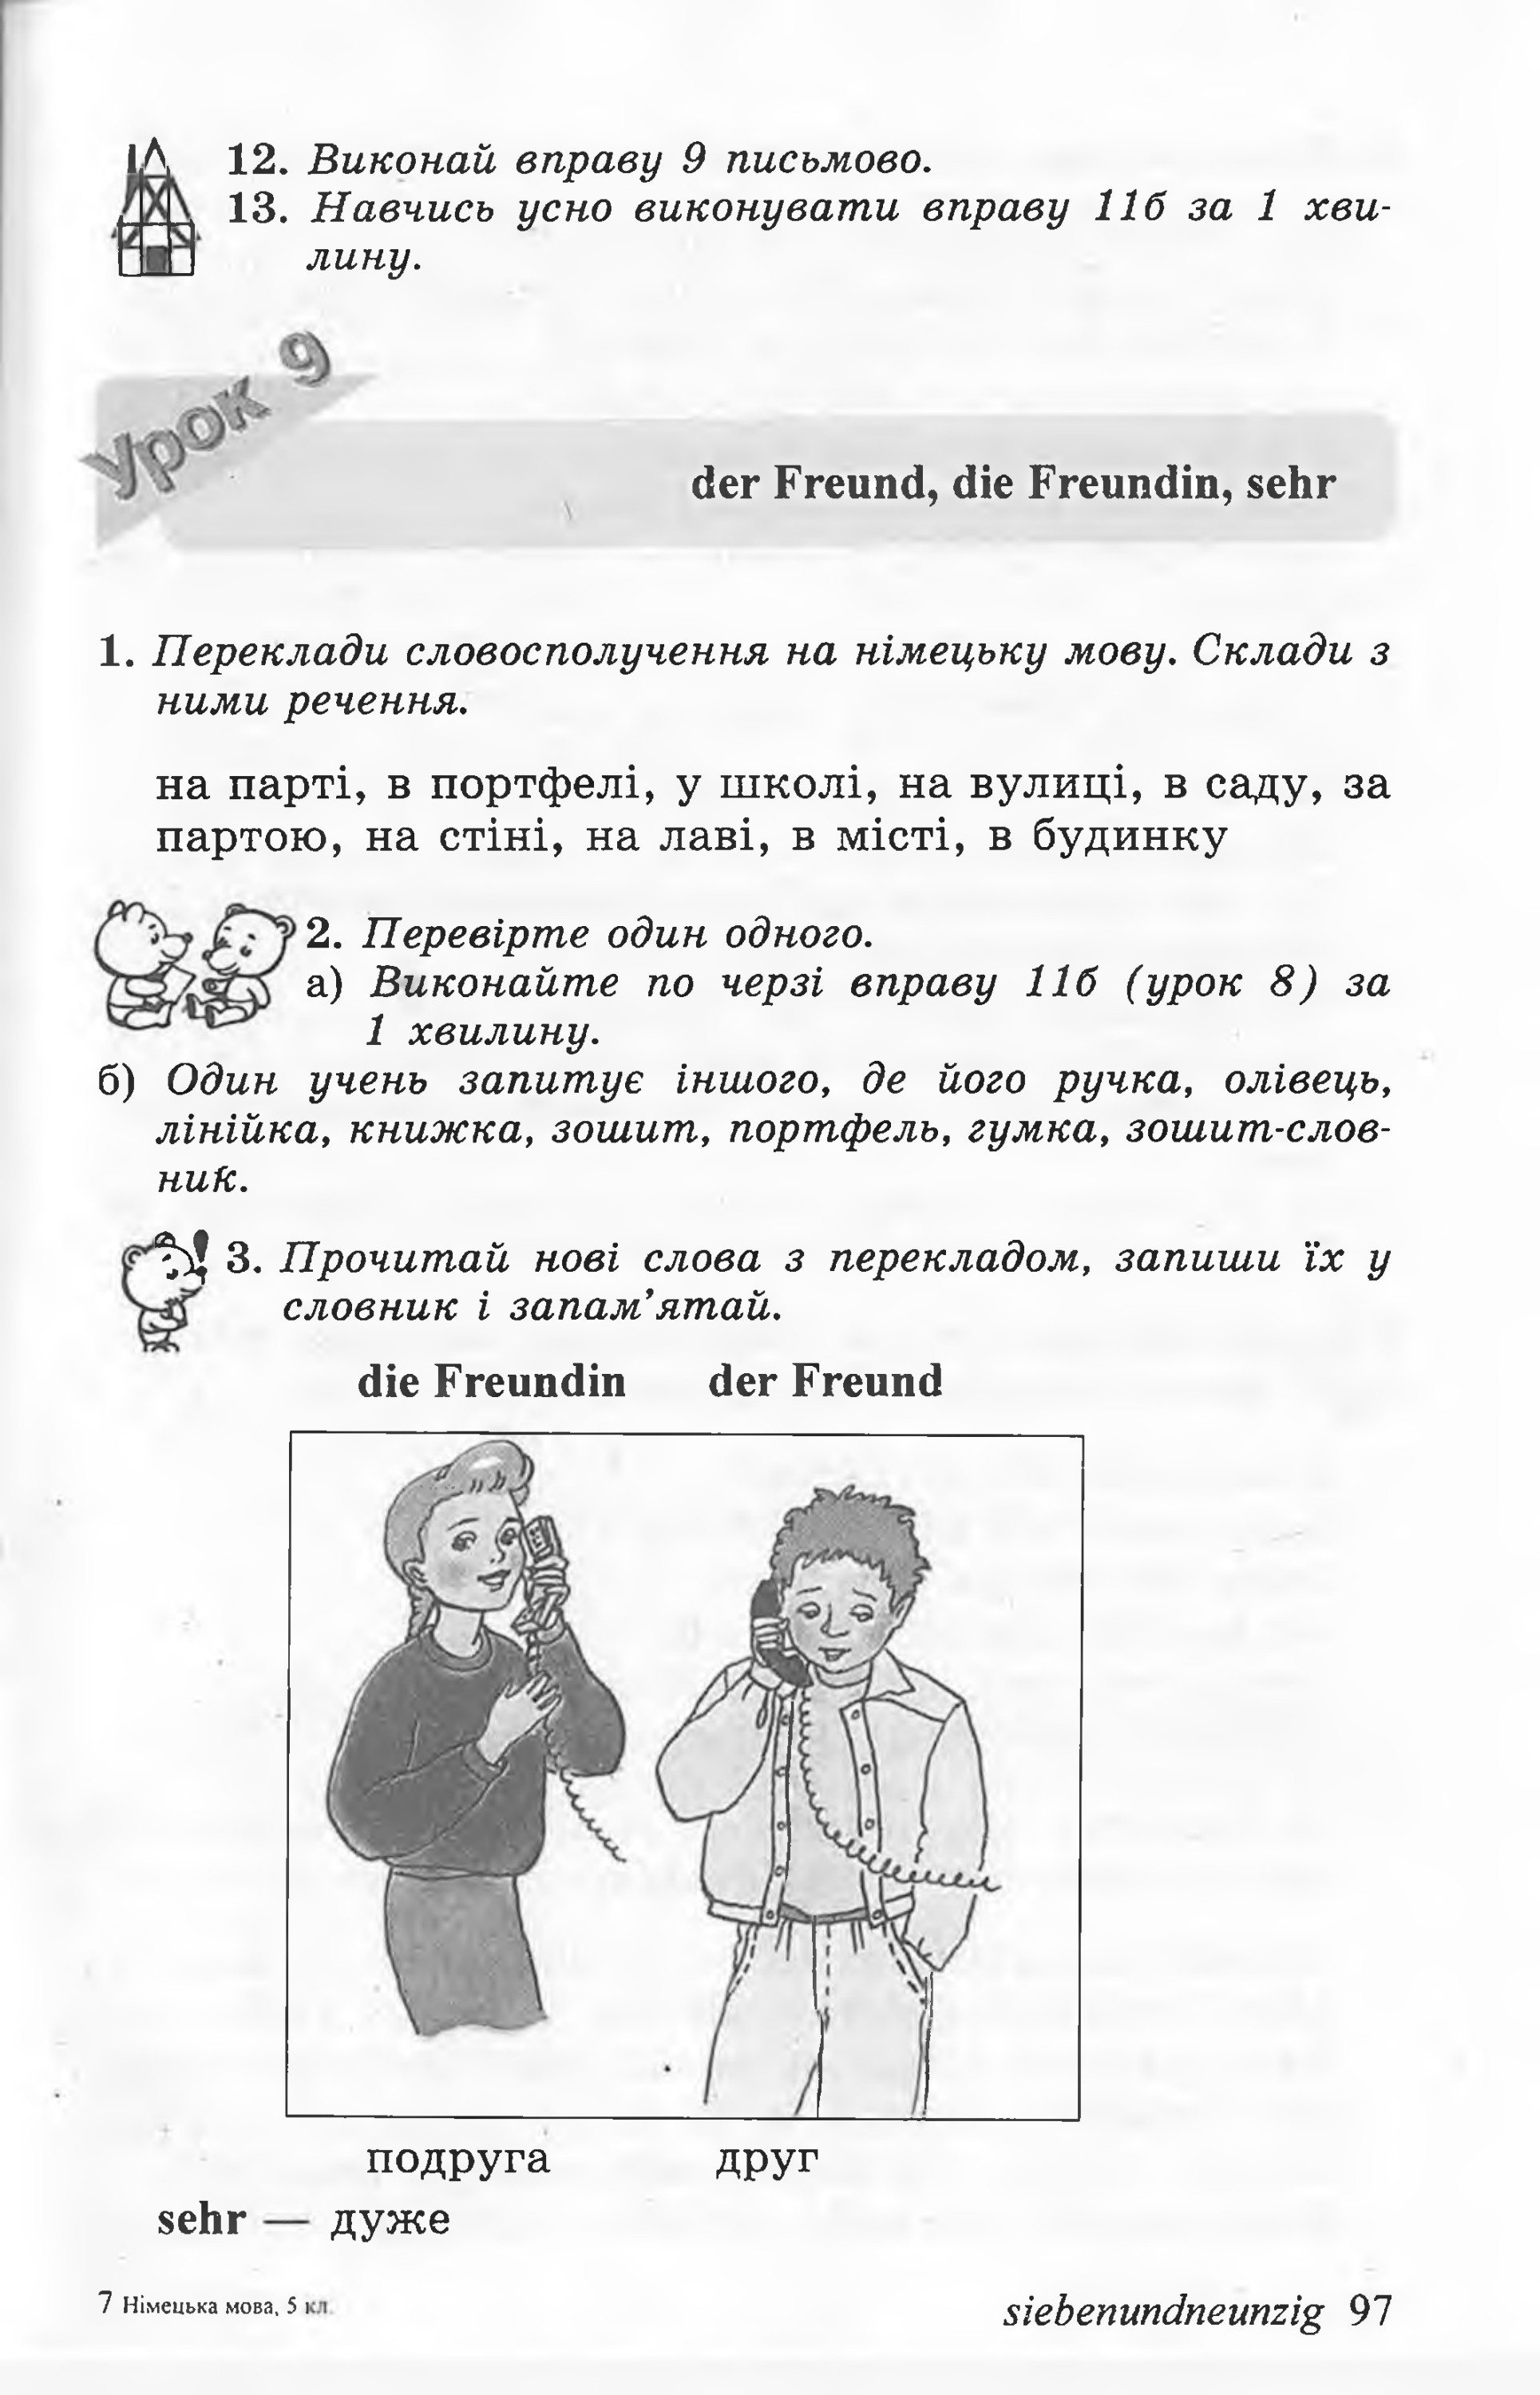 12. Виконай вправу 9 письмово.
13. Навчись усно виконувати вправу 11б за 1 хви-
лину.
Урок 9
der Freund, die Freundin, sehr
1. Переклади словосполучення на німецьку мову. Склади з
ними речення.
на парті, в портфелі, у школі, на вулиці, в саду, за
партою, на стіні, на лаві, в місті, в будинку
2. Перевірте один одного.
а) Виконайте по черзі вправу 11б (урок 8) за
1 хвилину.
б) Один учень запитує іншого, де його ручка, олівець,
лінійка, книжка, зошит, портфель, гумка, зошит-слов-
ник.
! 3. Прочитай нові слова з перекладом, запиши їх у
словник і запам’ятай.
die Freundin der Freund
подруга друг
sehr — дуже
7 Німецька мова, 5 кл.
siebenundneunzig 97